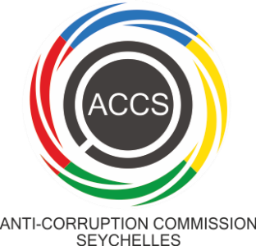 ACCS
ANTI-CORRUPTION COMMISSION
SEYCHELLES